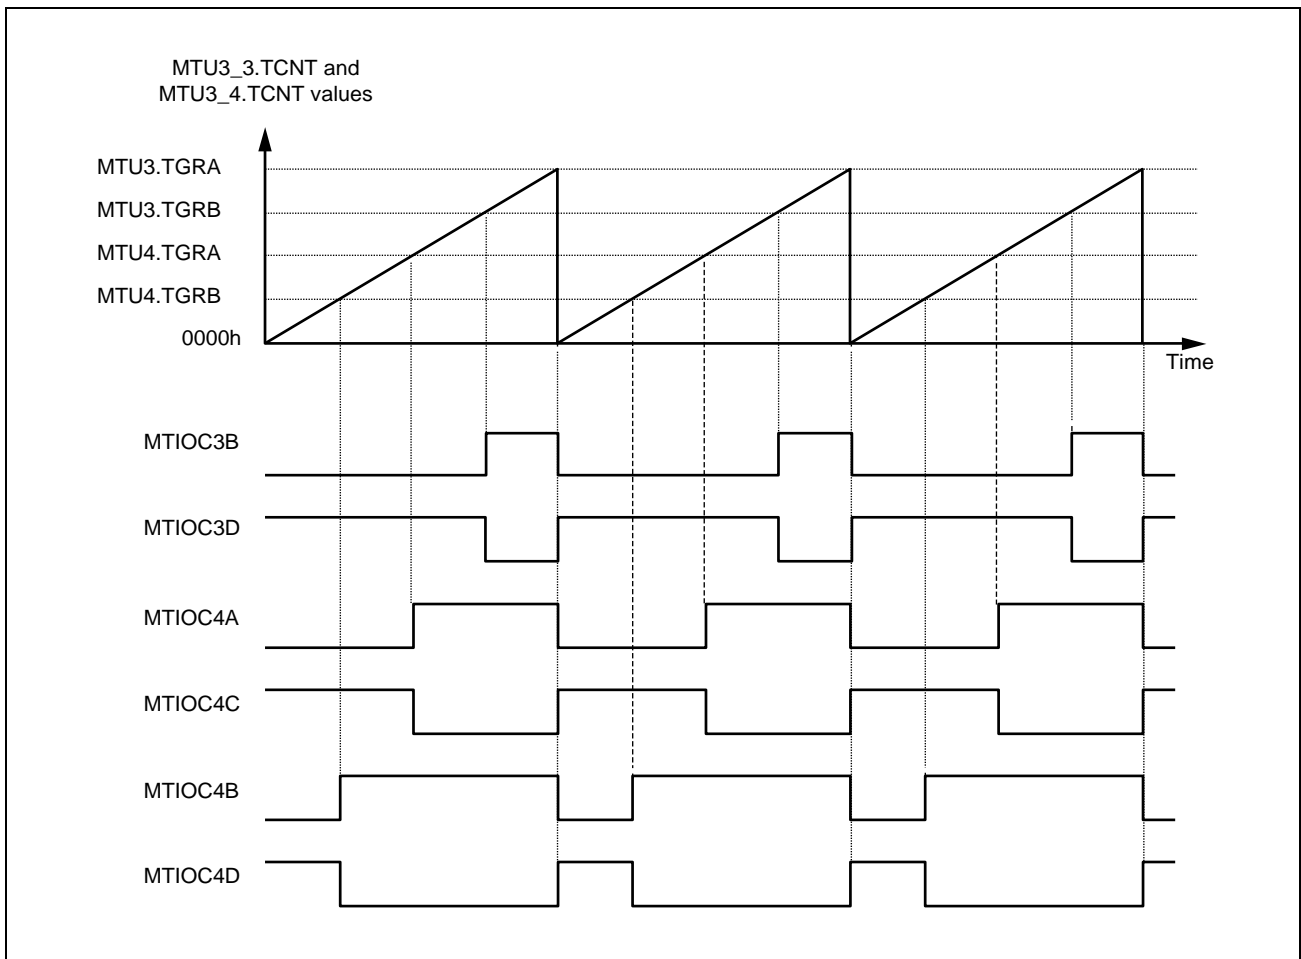 MTU3_3.TCNT and
MTU3_4.TCNT values
MTU3.TGRA
MTU3.TGRB
MTU4.TGRA
MTU4.TGRB
0000h
Time
MTIOC3B
MTIOC3D
MTIOC4A
MTIOC4C
MTIOC4B
MTIOC4D